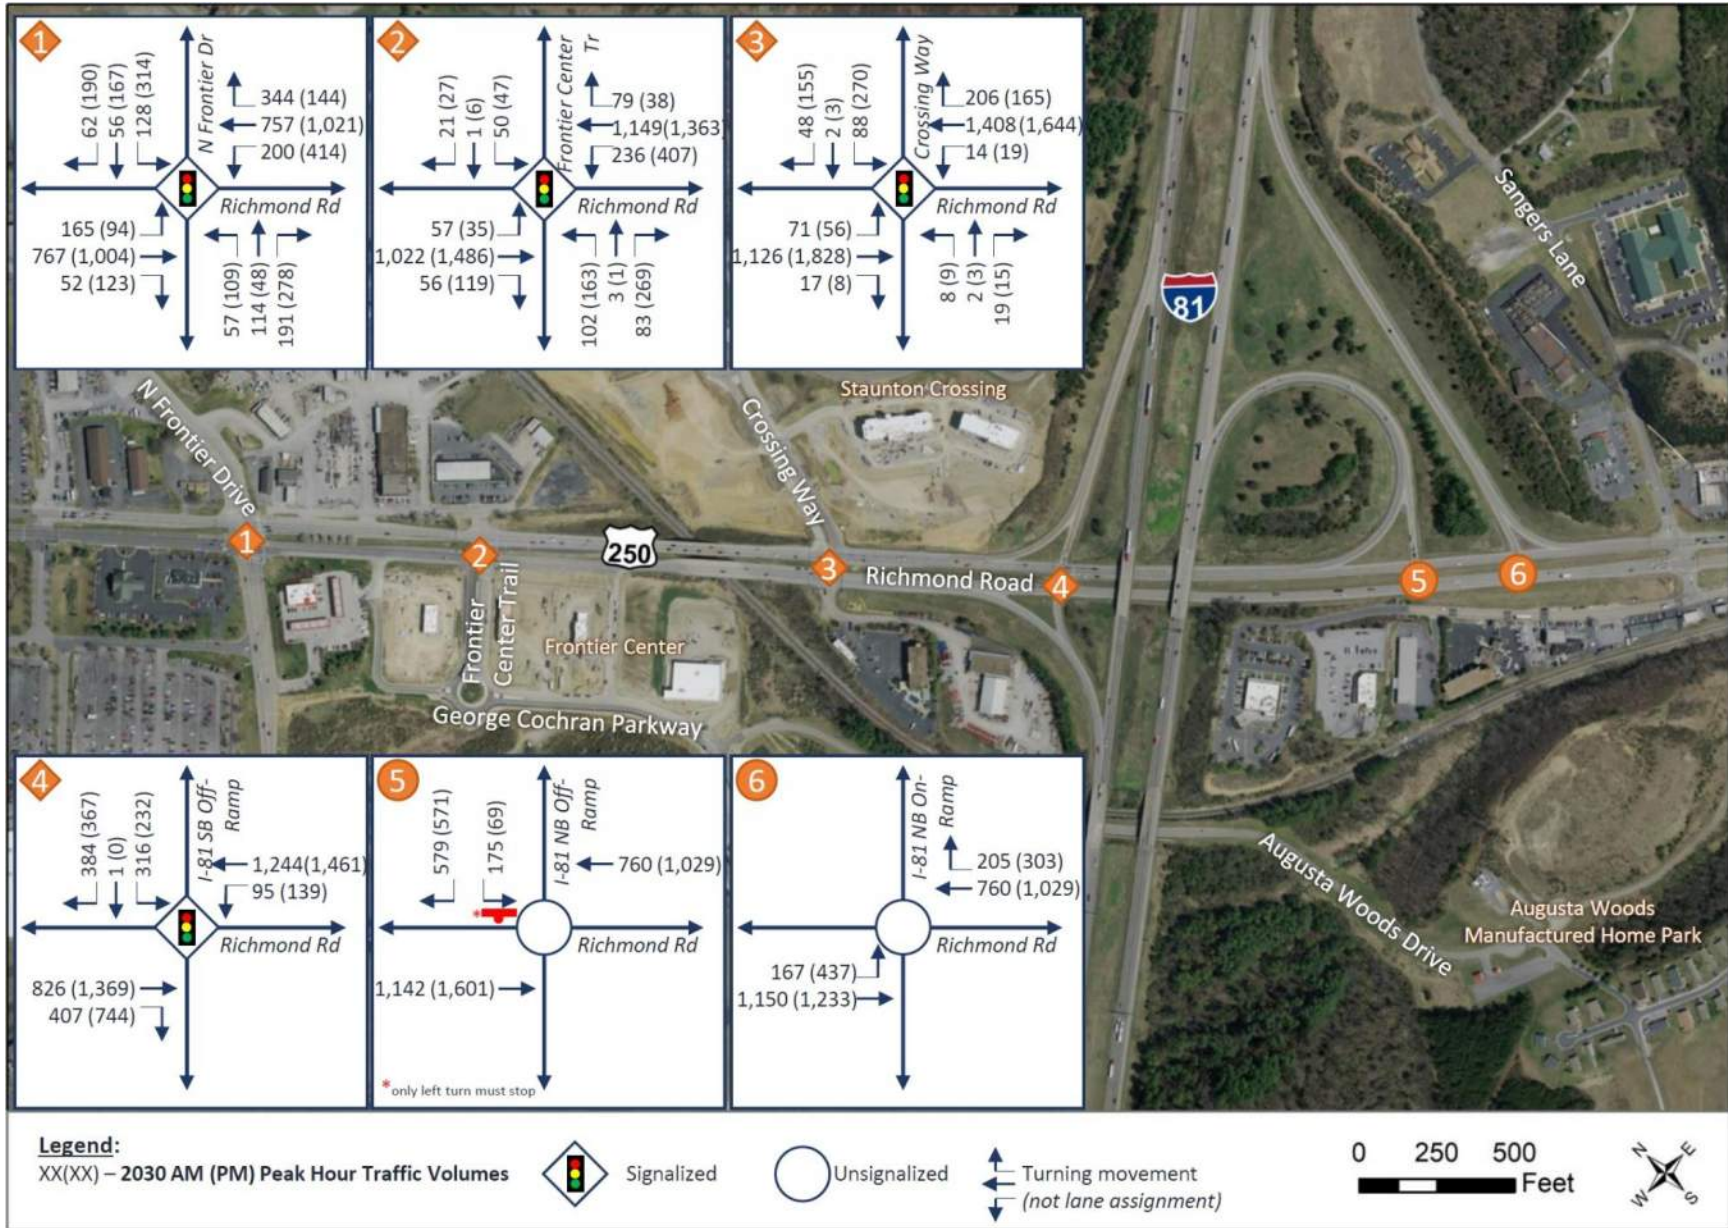 1
N Frontier Dr
62 (190)
56 (167)
128 (314)
344 (144)
757 (1,021)
200 (414)
Richmond Rd
165 (94)
767 (1,004)
52 (123)
57 (109)
114 (48)
191 (278)
2
Frontier Center
Tr
21 (27)
1 (6)
50 (47)
79 (38)
1,149(1,363)
236 (407)
Richmond Rd
57 (35)
1,022 (1,486)
56 (119)
102 (163)
3 (1)
83 (269)
3
Crossing Way
48 (155)
2 (3)
88 (270)
206 (165)
1,408 (1,644)
14 (19)
Richmond Rd
71 (56)
1,126 (1,828)
17 (8)
8 (9)
2 (3)
19 (15)
81
Sangers Lane
Staunton Crossing
N Frontier Drive
Crossing Way
1
2
250
3
Richmond Road
4
5
6
Frontier
Center Trail
Frontier Center
George Cochran Parkway
Augusta Woods Drive
Augusta Woods
Manufactured Home Park
4
I-81 SB Off-
Ramp
384 (367)
1 (0)
316 (232)
1,244(1,461)
95 (139)
Richmond Rd
826 (1,369)
407 (744)
5
I-81 NB Off-
Ramp
579 (571)
175 (69)
760 (1,029)
*
Richmond Rd
1,142 (1,601)
*only left turn must stop
6
I-81 NB On-
Ramp
205 (303)
760 (1,029)
Richmond Rd
167 (437)
1,150 (1,233)
Legend:
XX(XX) – 2030 AM (PM) Peak Hour Traffic Volumes
Signalized
Unsignalized
Turning movement
(not lane assignment)
0 250 500
Feet
N
E
W
S